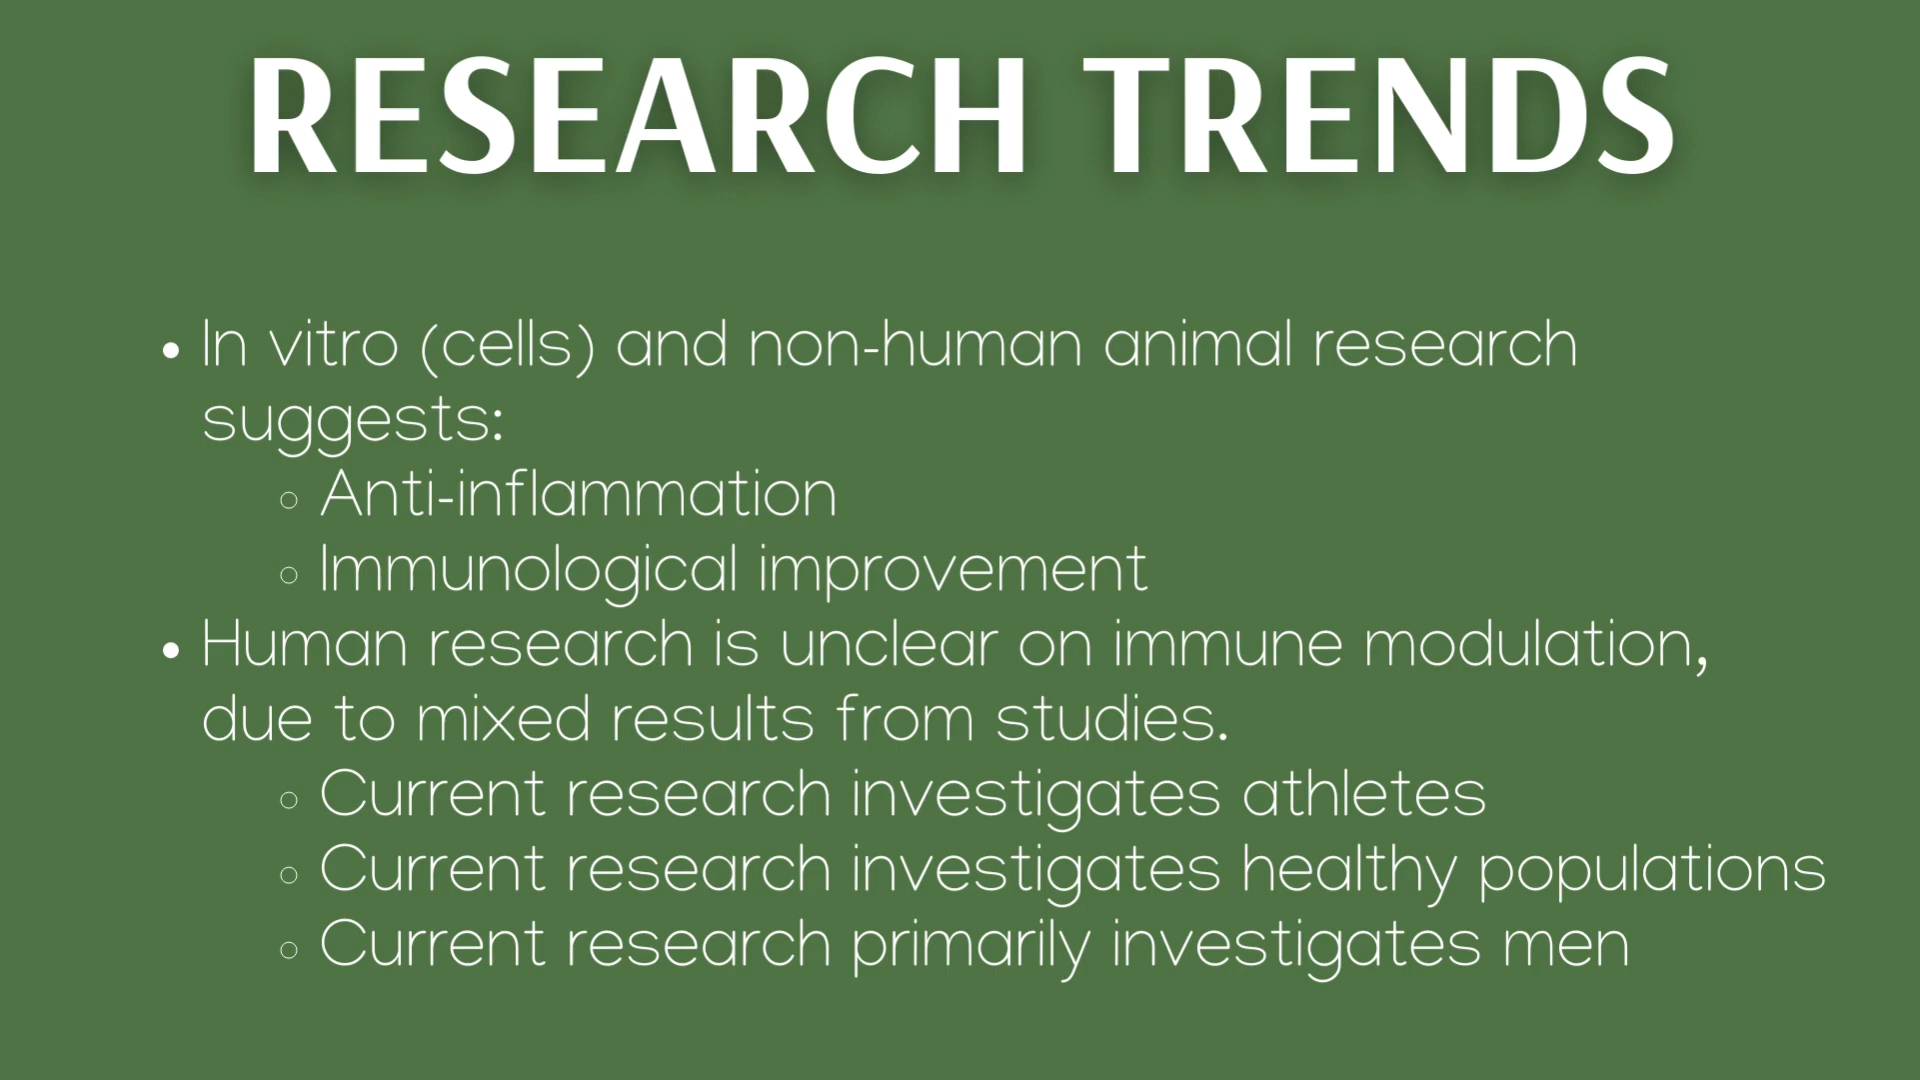 RESEARCH TRENDS
• In vitro (cells) and non-human animal research
suggests:
○ Anti-inflammation
○ Immunological improvement
• Human research is unclear on immune modulation,
due to mixed results from studies.
○ Current research investigates athletes
○ Current research investigates healthy populations
○ Current research primarily investigates men